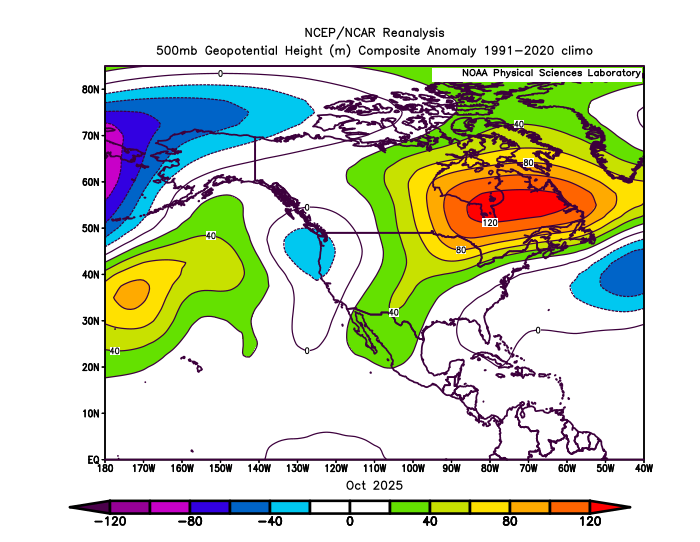 NCEP/NCAR Reanalysis
500mb Geopotential Height (m) Composite Anomaly 1991-2020 climo
NOAA Physical Sciences Laboratory
0
80N
40
70N
80
60N
0
120
50N
40
80
40N
40
30N
0
40
0
20N
10N
EQ
180 170W 160W 150W 140W 130W 120W 110W 100W 90W 80W 70W 60W 50W 40W
Oct 2025
-120 -80 -40 0 40 80 120